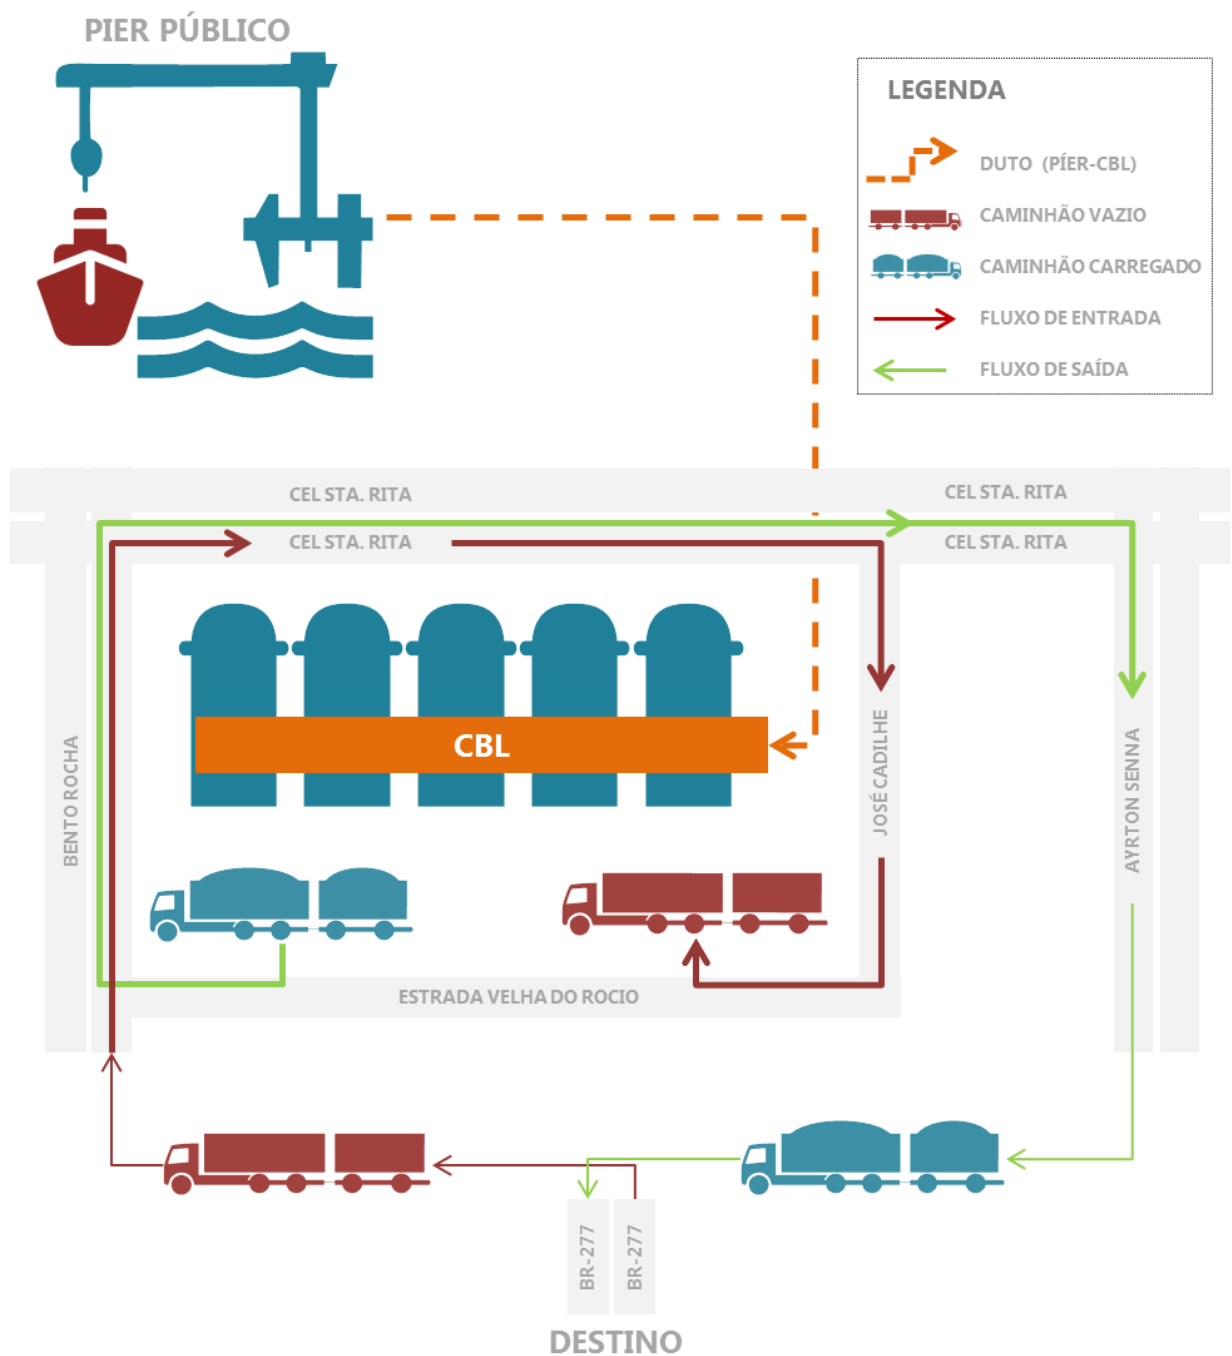 PIER PÚBLICO
LEGENDA
DUTO (PÍER-CBL)
CAMINHÃO VAZIO
CAMINHÃO CARREGADO
FLUXO DE ENTRADA
FLUXO DE SAÍDA
CEL STA. RITA
CEL STA. RITA
CEL STA. RITA
CEL STA. RITA
CBL
BENTO ROCHA
JOSÉ CADILHE
AYRTON SENNA
ESTRADA VELHA DO ROCIO
BR-277
BR-277
DESTINO